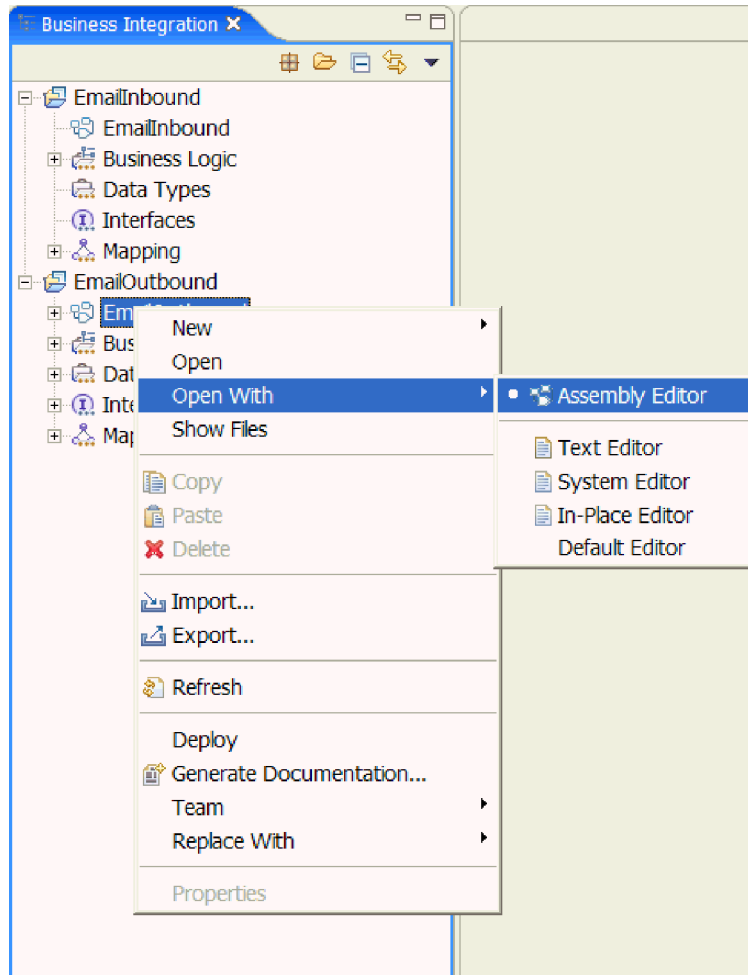 Business Integration
EmailInbound
EmailInbound
Business Logic
Data Types
Interfaces
Mapping
EmailOutbound
New
Open
Open With
Assembly Editor
Show Files
Text Editor
Copy
System Editor
Paste
In-Place Editor
Delete
Default Editor
Import...
Export...
Refresh
Deploy
Generate Documentation...
Team
Replace With
Properties